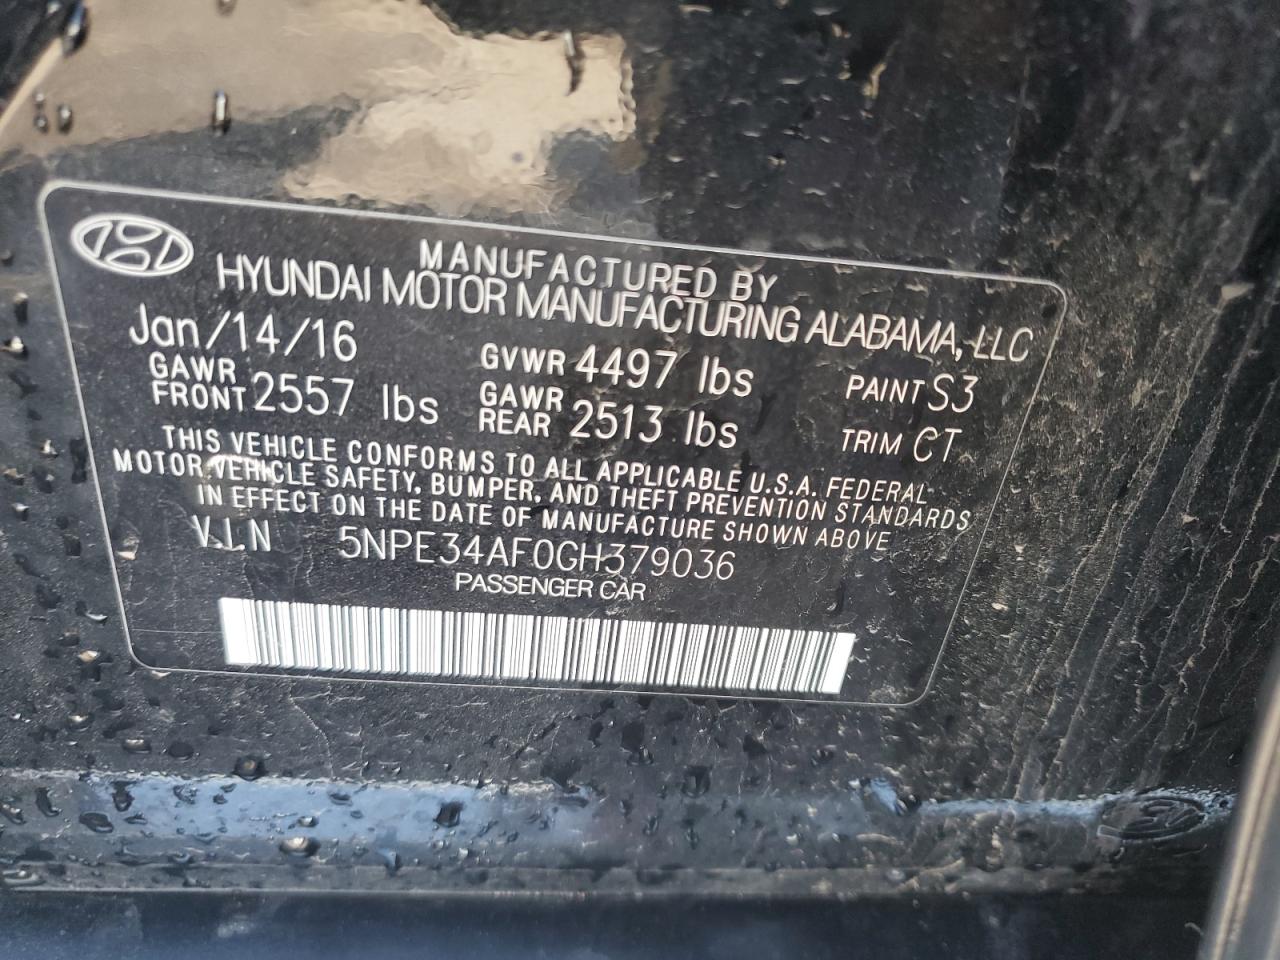 MANUFACTURED BY
HYUNDAI MOTOR MANUFACTURING ALABAMA, LLC
Jan/14/16 GVWR 4497 lbs PAINT S3
GAWR FRONT 2557 lbs GAWR REAR 2513 lbs TRIM CT
THIS VEHICLE CONFORMS TO ALL APPLICABLE U.S.A. FEDERAL
MOTOR VEHICLE SAFETY, BUMPER, AND THEFT PREVENTION STANDARDS
IN EFFECT ON THE DATE OF MANUFACTURE SHOWN ABOVE
V.I.N 5NPE34AF0GH379036
PASSENGER CAR